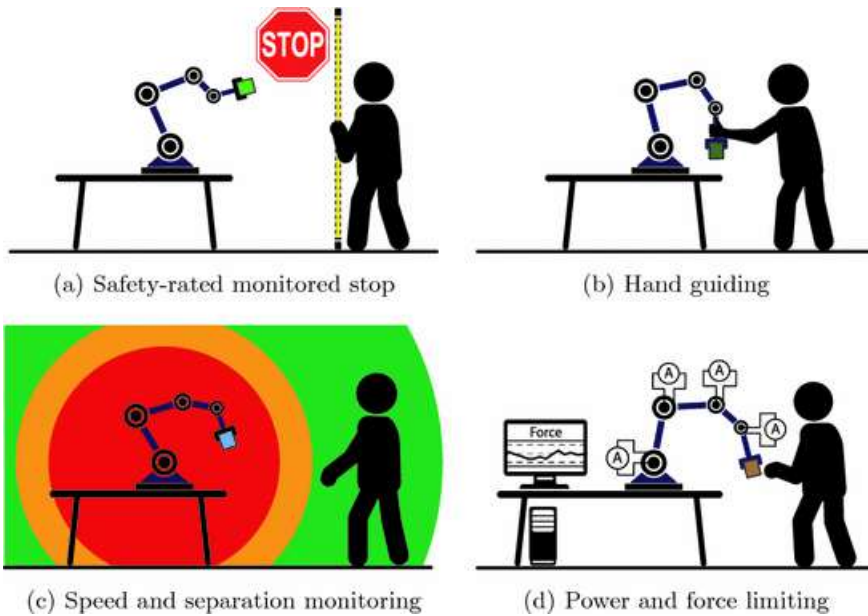 STOP
(a) Safety-rated monitored stop
(b) Hand guiding
Force
A
A
A
A
(c) Speed and separation monitoring
(d) Power and force limiting